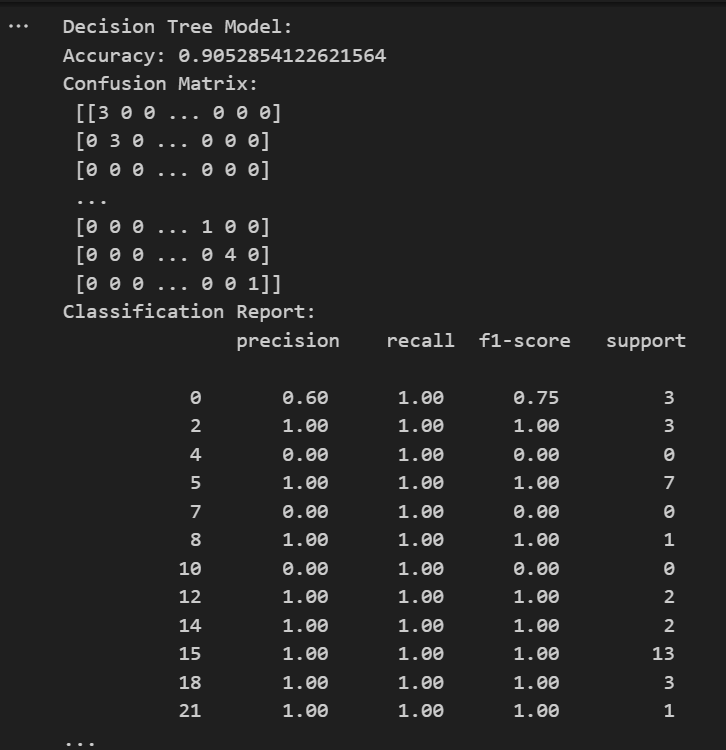 ... Decision Tree Model:
Accuracy: 0.9052854122621564
Confusion Matrix:
[[3 0 0 ... 0 0 0]
[0 3 0 ... 0 0 0]
[0 0 0 ... 0 0 0]
...
[0 0 0 ... 1 0 0]
[0 0 0 ... 0 4 0]
[0 0 0 ... 0 0 1]]
Classification Report:
precision recall f1-score support
0 0.60 1.00 0.75 3
2 1.00 1.00 1.00 3
4 0.00 1.00 0.00 0
5 1.00 1.00 1.00 7
7 0.00 1.00 0.00 0
8 1.00 1.00 1.00 1
10 0.00 1.00 0.00 0
12 1.00 1.00 1.00 2
14 1.00 1.00 1.00 2
15 1.00 1.00 1.00 13
18 1.00 1.00 1.00 3
21 1.00 1.00 1.00 1
...